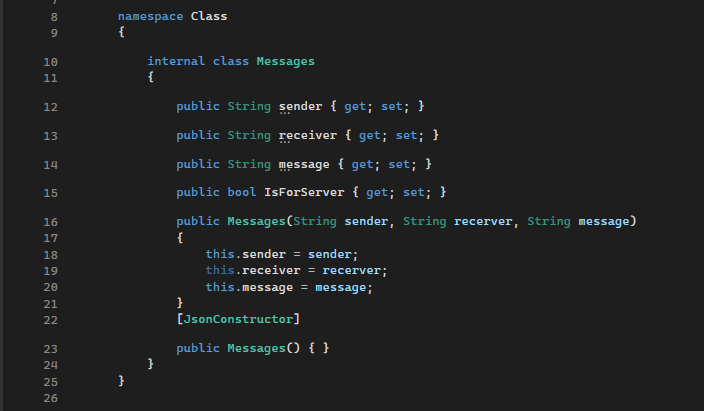 7
8 namespace Class
9 {
10 internal class Messages
11 {
12 public String sender { get; set; }
13 public String receiver { get; set; }
14 public String message { get; set; }
15 public bool IsForServer { get; set; }
16 public Messages(String sender, String recerver, String message)
17 {
18 this.sender = sender;
19 this.receiver = recerver;
20 this.message = message;
21 }
22 [JsonConstructor]
23 public Messages() { }
24 }
25 }
26